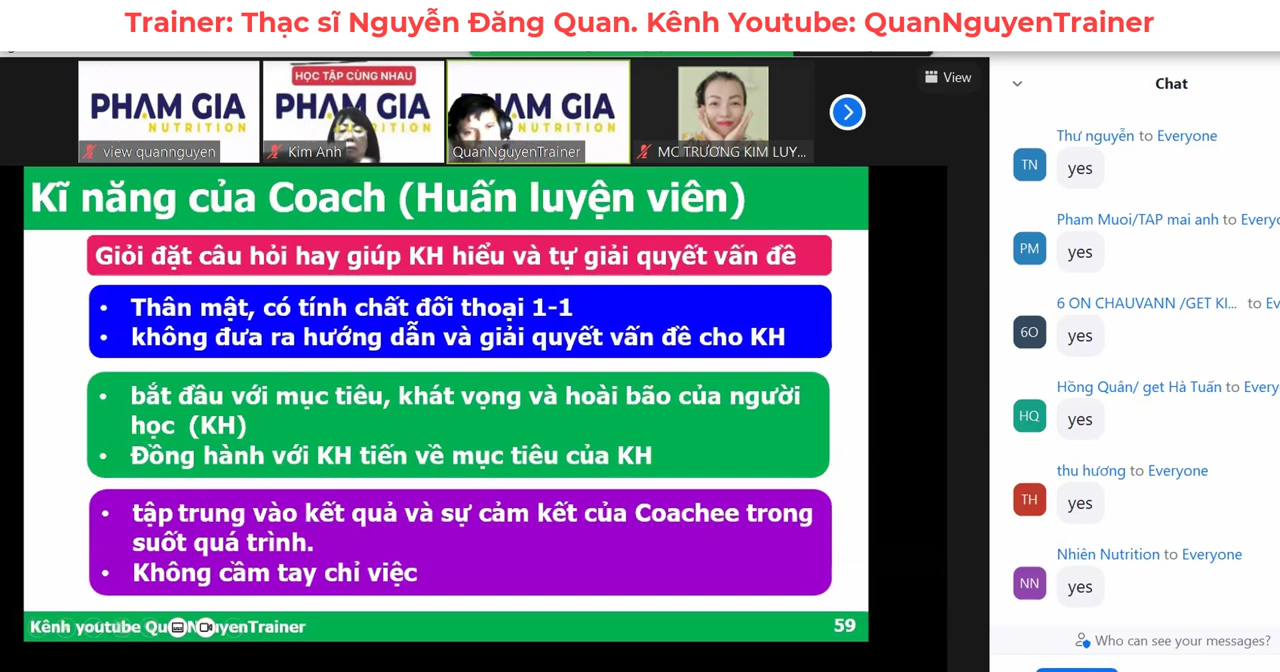 Trainer: Thạc sĩ Nguyễn Đăng Quan. Kênh Youtube: QuanNguyenTrainer
PHAM GIA
NUTRITION
view quannguyen
HỌC TẬP CÙNG NHAU
PHAM GIA
NUTRITION
Kim Anh
PHAM GIA
NUTRITION
QuanNguyenTrainer
MC TRƯƠNG KIM LUY...
View
Kĩ năng của Coach (Huấn luyện viên)
Giỏi đặt câu hỏi hay giúp KH hiểu và tự giải quyết vấn đề
• Thân mật, có tính chất đối thoại 1-1
• không đưa ra hướng dẫn và giải quyết vấn đề cho KH
• bắt đầu với mục tiêu, khát vọng và hoài bão của người
học (KH)
• Đồng hành với KH tiến về mục tiêu của KH
• tập trung vào kết quả và sự cảm kết của Coachee trong
suốt quá trình.
• Không cầm tay chỉ việc
Kênh youtube QuanNguyenTrainer
59
Chat
Thư nguyễn to Everyone
TN
yes
Pham Muoi/TAP mai anh to Everyo
PM
yes
6 ON CHAUVANN /GET KI... to Ev
6O
yes
Hồng Quân/ get Hà Tuấn to Every
HQ
yes
thu hương to Everyone
TH
yes
Nhiên Nutrition to Everyone
NN
yes
Who can see your messages?